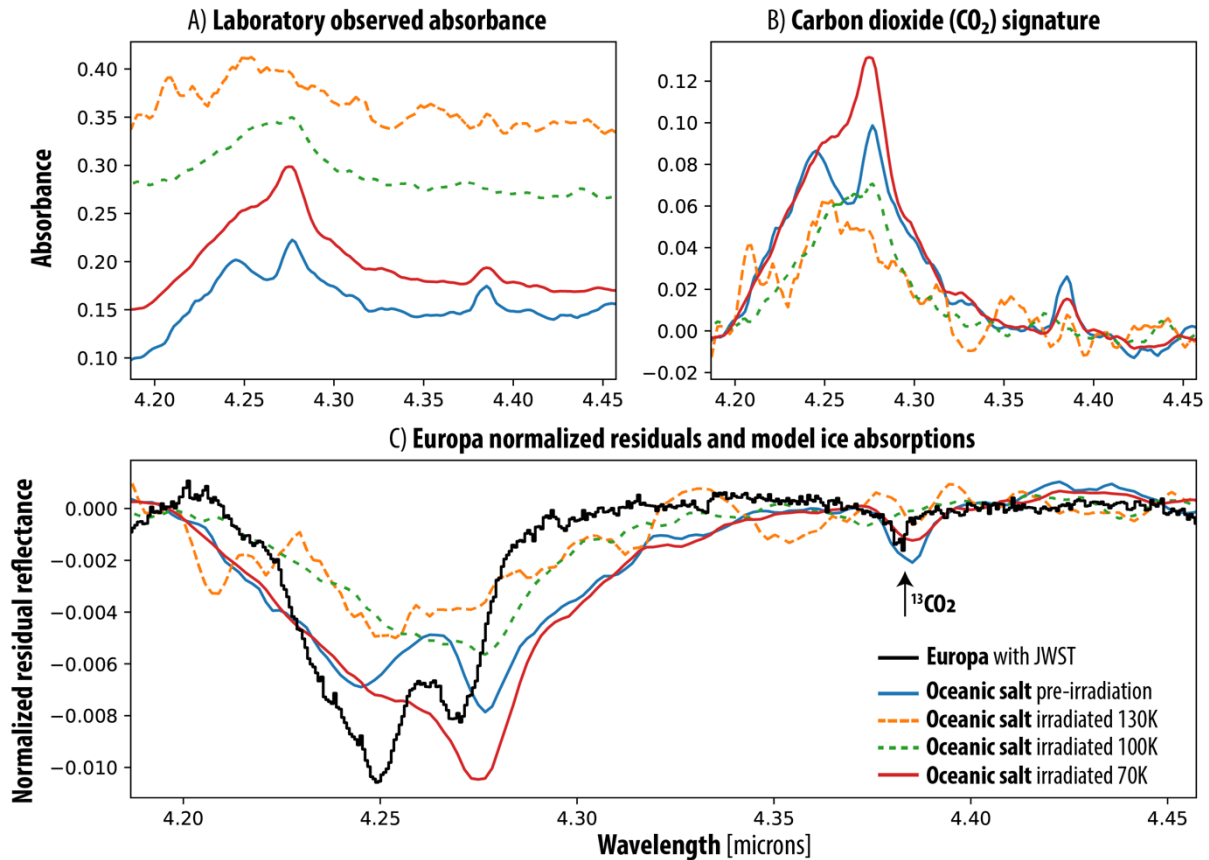 A) Laboratory observed absorbance
B) Carbon dioxide (CO₂) signature
Absorbance
0.40
0.35
0.30
0.25
0.20
0.15
0.10
4.20 4.25 4.30 4.35 4.40 4.45
0.12
0.10
0.08
0.06
0.04
0.02
0.00
−0.02
4.20 4.25 4.30 4.35 4.40 4.45
C) Europa normalized residuals and model ice absorptions
Normalized residual reflectance
0.000
−0.002
−0.004
−0.006
−0.008
−0.010
¹³CO₂
Europa with JWST
Oceanic salt pre-irradiation
Oceanic salt irradiated 130K
Oceanic salt irradiated 100K
Oceanic salt irradiated 70K
4.20 4.25 4.30 4.35 4.40 4.45
Wavelength [microns]